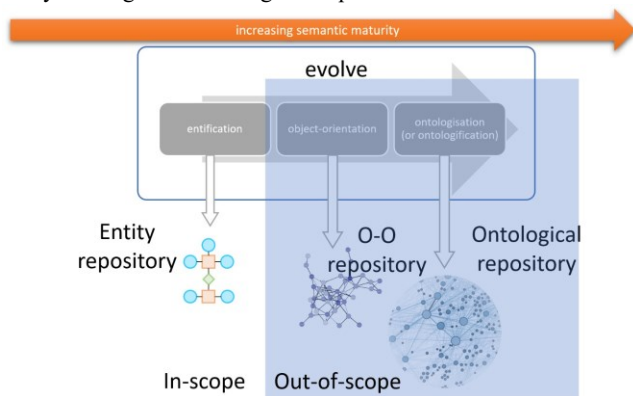 increasing semantic maturity
evolve
entification
object-orientation
ontologisation
(or ontologification)
Entity
repository
O-O
repository
Ontological
repository
In-scope
Out-of-scope